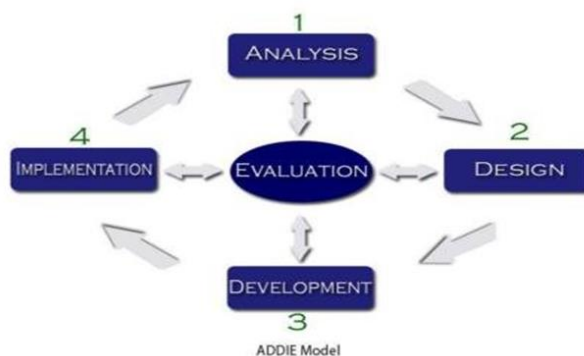 1
ANALYSIS
4
2
IMPLEMENTATION
EVALUATION
DESIGN
DEVELOPMENT
3
ADDIE Model